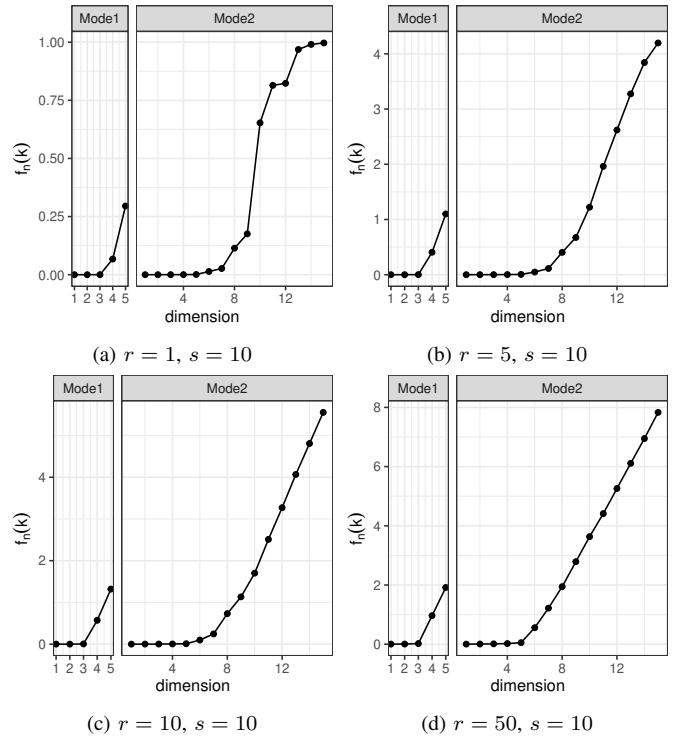 Mode1 Mode2
1.00
0.75
0.50
0.25
0.00
f_n(k)
1 2 3 4 5 4 8 12
dimension
(a) r = 1, s = 10
Mode1 Mode2
4
3
2
1
0
f_n(k)
1 2 3 4 5 4 8 12
dimension
(b) r = 5, s = 10
Mode1 Mode2
4
2
0
f_n(k)
1 2 3 4 5 4 8 12
dimension
(c) r = 10, s = 10
Mode1 Mode2
8
6
4
2
0
f_n(k)
1 2 3 4 5 4 8 12
dimension
(d) r = 50, s = 10